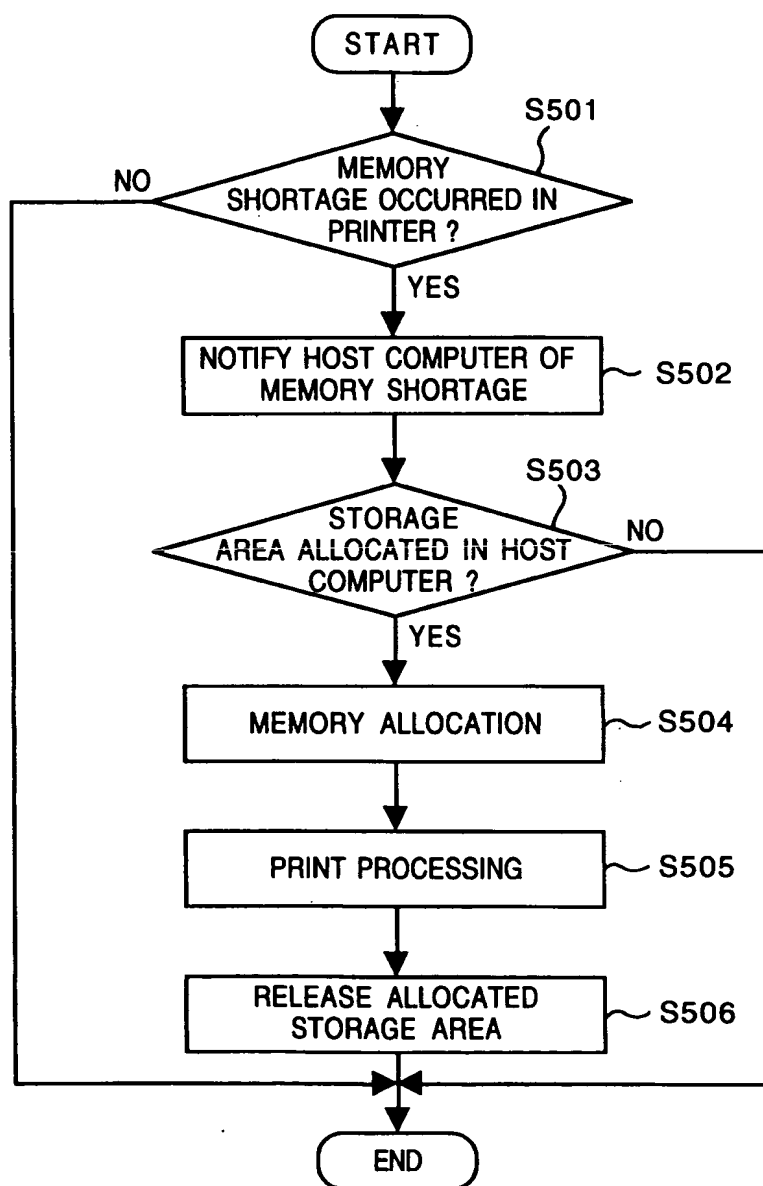 START
S501
MEMORY
NO
SHORTAGE OCCURRED IN
PRINTER ?
YES
NOTIFY HOST COMPUTER OF
MEMORY SHORTAGE
S502
S503
STORAGE
NO
AREA ALLOCATED IN HOST
COMPUTER ?
YES
MEMORY ALLOCATION
S504
PRINT PROCESSING
S505
RELEASE ALLOCATED
STORAGE AREA
S506
END